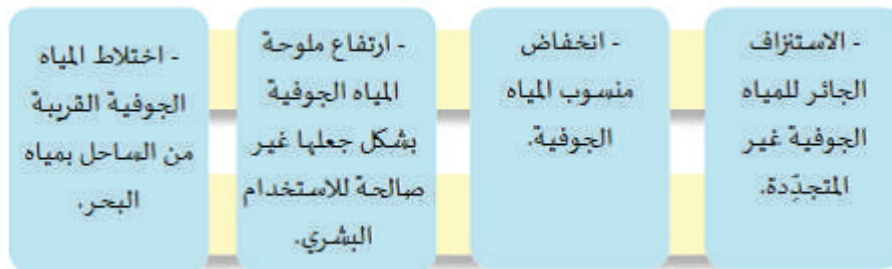 - الاستنزاف
الجائر للمياه
الجوفية غير
المتجدِّدة.
- انخفاض
منسوب المياه
الجوفية.
- ارتفاع ملوحة
المياه الجوفية
بشكل جعلها غير
صالحة للاستخدام
البشري.
- اختلاط المياه
الجوفية القريبة
من الساحل بمياه
البحر.